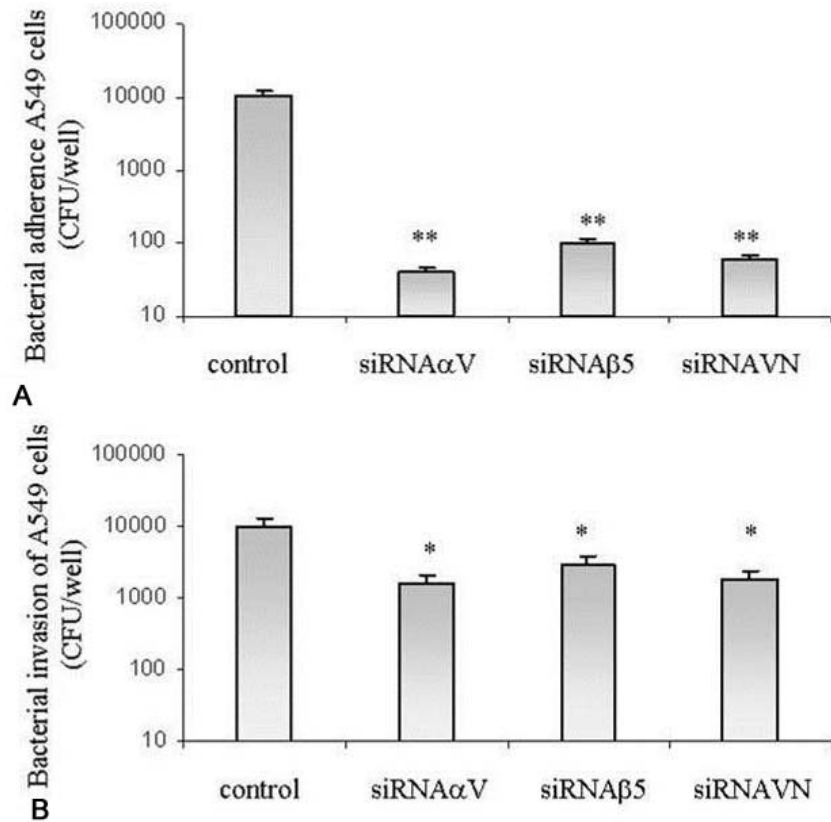 Bacterial adherence A549 cells
(CFU/well)
100000
10000
1000
100
10
**
**
**
control
siRNAαV
siRNAβ5
siRNAVN
A
Bacterial invasion of A549 cells
(CFU/well)
100000
10000
1000
100
10
*
*
*
control
siRNAαV
siRNAβ5
siRNAVN
B